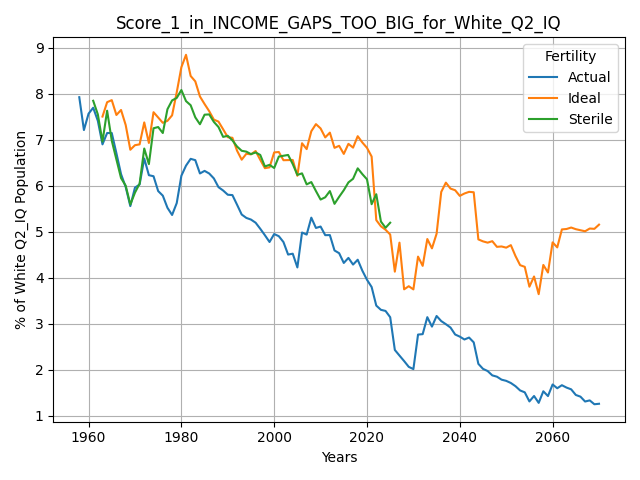 Score_1_in_INCOME_GAPS_TOO_BIG_for_White_Q2_IQ
% of White Q2_IQ Population
9
8
7
6
5
4
3
2
1
Fertility
Actual
Ideal
Sterile
1960 1980 2000 2020 2040 2060
Years